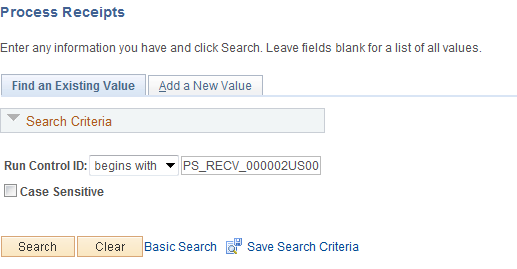 Process Receipts
Enter any information you have and click Search. Leave fields blank for a list of all values.
Find an Existing Value Add a New Value
Search Criteria
Run Control ID: begins with PS_RECV_000002US00
Case Sensitive
Search Clear Basic Search Save Search Criteria